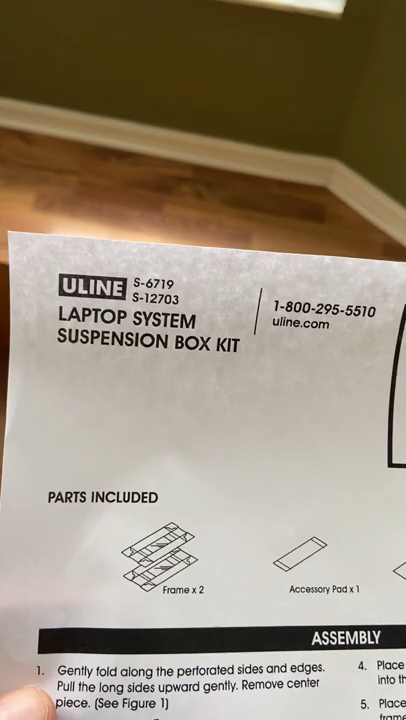 ULINE
S-6719
S-12703
LAPTOP SYSTEM
SUSPENSION BOX KIT
1-800-295-5510
uline.com
PARTS INCLUDED
Frame x 2
Accessory Pad x 1
ASSEMBLY
1. Gently fold along the perforated sides and edges.
Pull the long sides upward gently. Remove center
piece. (See Figure 1)
4. Place
into
5. Place